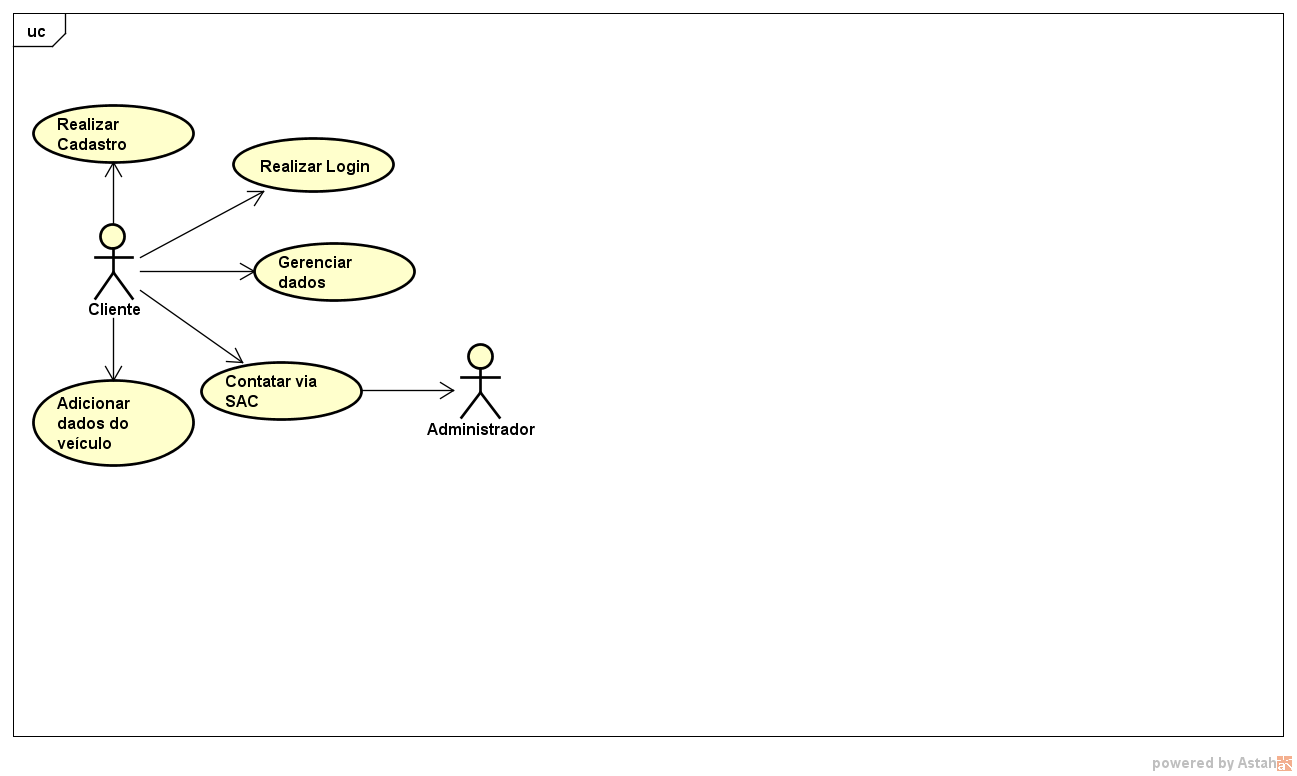 uc
Realizar
Cadastro
Realizar Login
Gerenciar
dados
Cliente
Contatar via
SAC
Adicionar
dados do
veículo
Administrador
powered by Astah